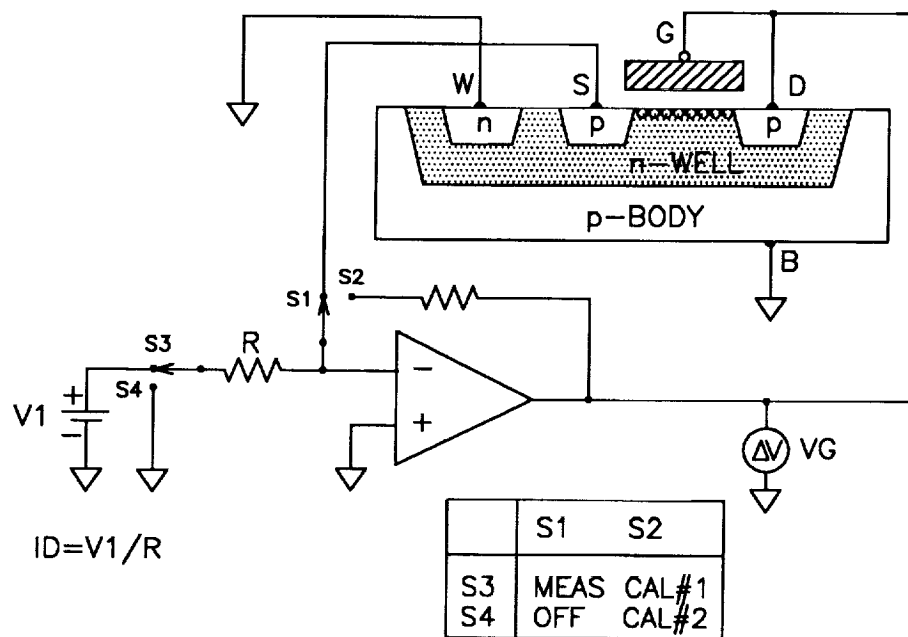 G
W
S
D
n
p
p
n-WELL
p-BODY
B
S2
S1
S3
R
S4
V1
+
-
-
+
ΔV
VG
ID=V1/R
S1 S2
S3 MEAS CAL#1
S4 OFF CAL#2